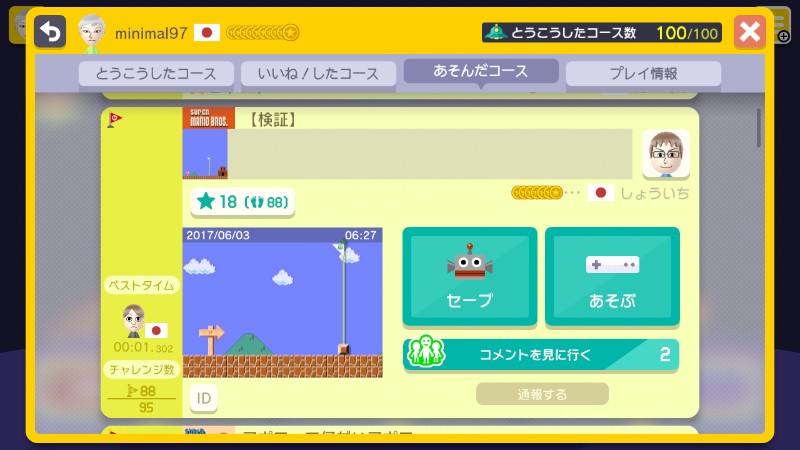 minimal97
とうこうしたコース数 100/100
とうこうしたコース
いいね!したコース
あそんだコース
プレイ情報
SUPER
MARIO BROS.
【検証】
18 (88)
… しょういち
2017/06/03 06:27
セーブ
あそぶ
ベストタイム
00:01.302
コメントを見に行く 2
チャレンジ数
88
95
ID
通報する